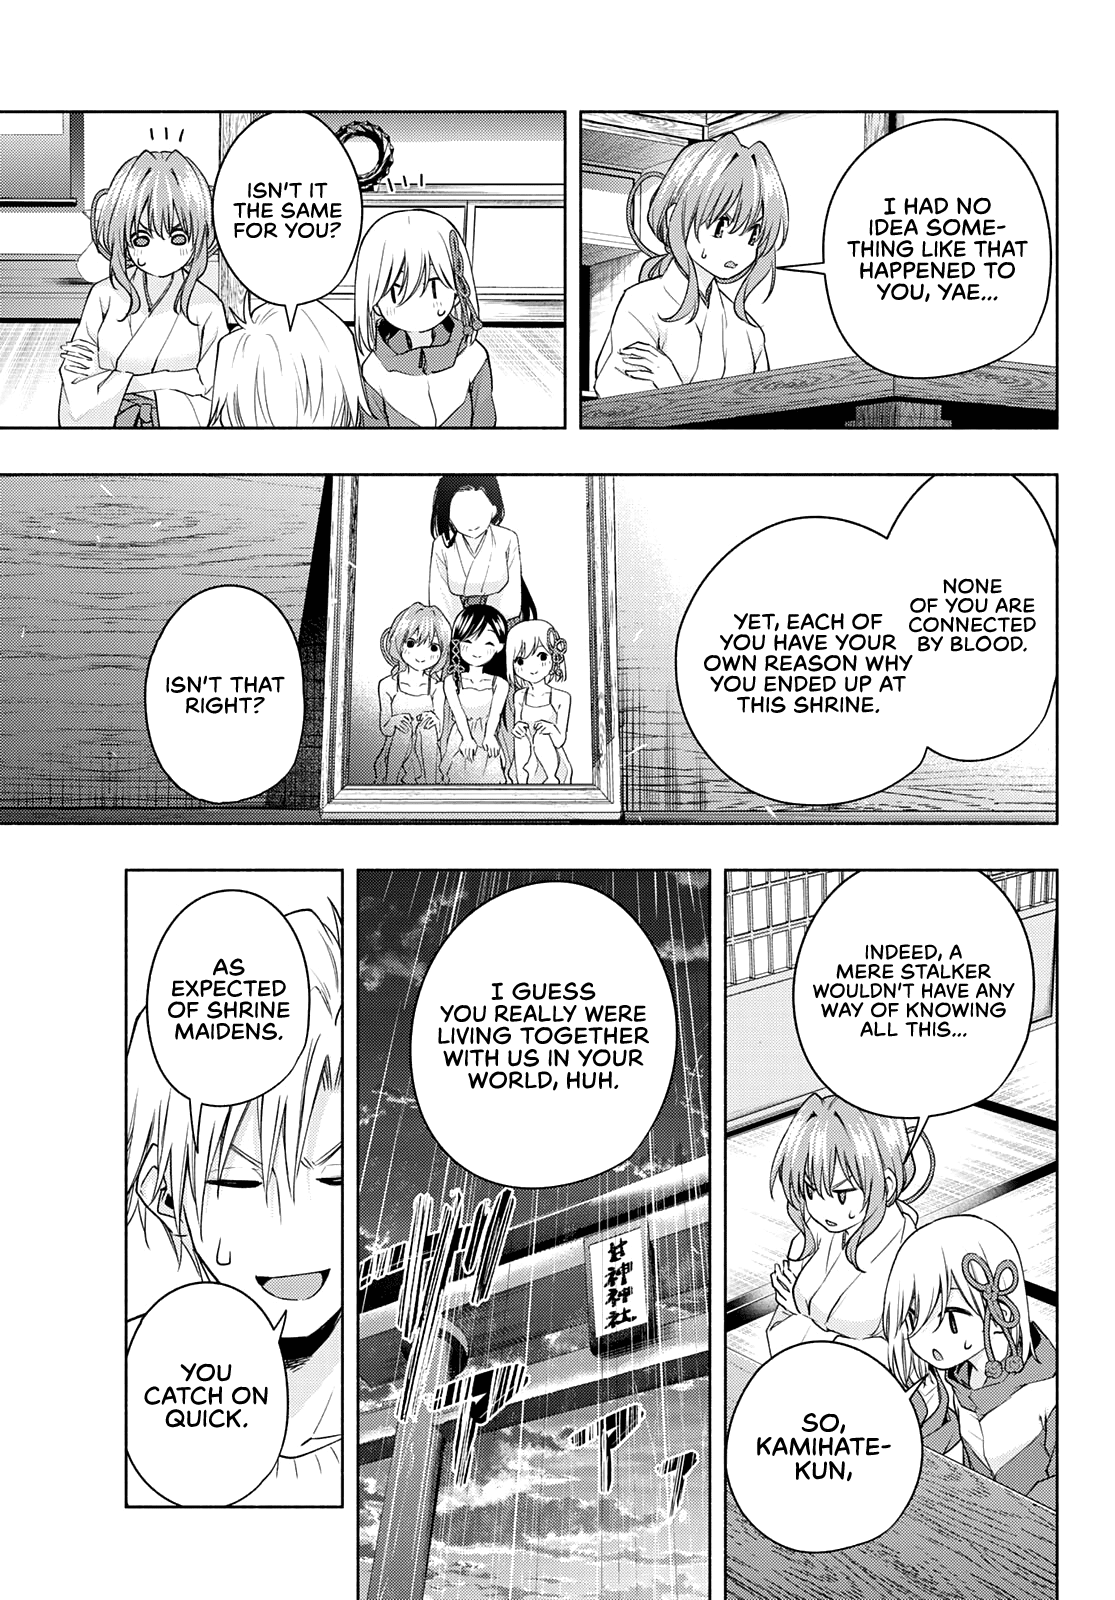 I HAD NO
IDEA SOME-
THING LIKE THAT
HAPPENED TO
YOU, YAE...
ISN'T IT
THE SAME
FOR YOU?
NONE
OF YOU ARE
CONNECTED
BY BLOOD.
YET, EACH OF
YOU HAVE YOUR
OWN REASON WHY
YOU ENDED UP AT
THIS SHRINE.
ISN'T THAT
RIGHT?
INDEED, A
MERE STALKER
WOULDN'T HAVE ANY
WAY OF KNOWING
ALL THIS...
SO,
KAMIHATE-
KUN,
I GUESS
YOU REALLY WERE
LIVING TOGETHER
WITH US IN YOUR
WORLD, HUH.
AS
EXPECTED
OF SHRINE
MAIDENS.
YOU
CATCH ON
QUICK.